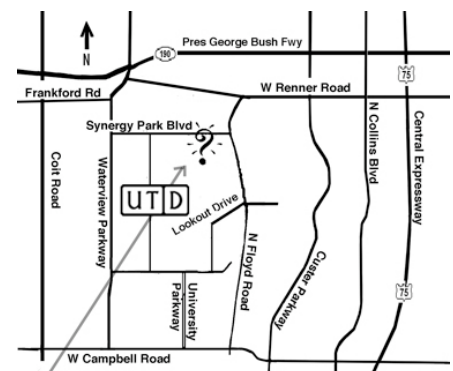 Pres George Bush Fwy
190
N
75
Frankford Rd
W Renner Road
Synergy Park Blvd
?
N Collins Blvd
Central Expressway
Coit Road
Waterview Parkway
UTD
Lookout Drive
N Floyd Road
Custer Parkway
University
Parkway
75
W Campbell Road